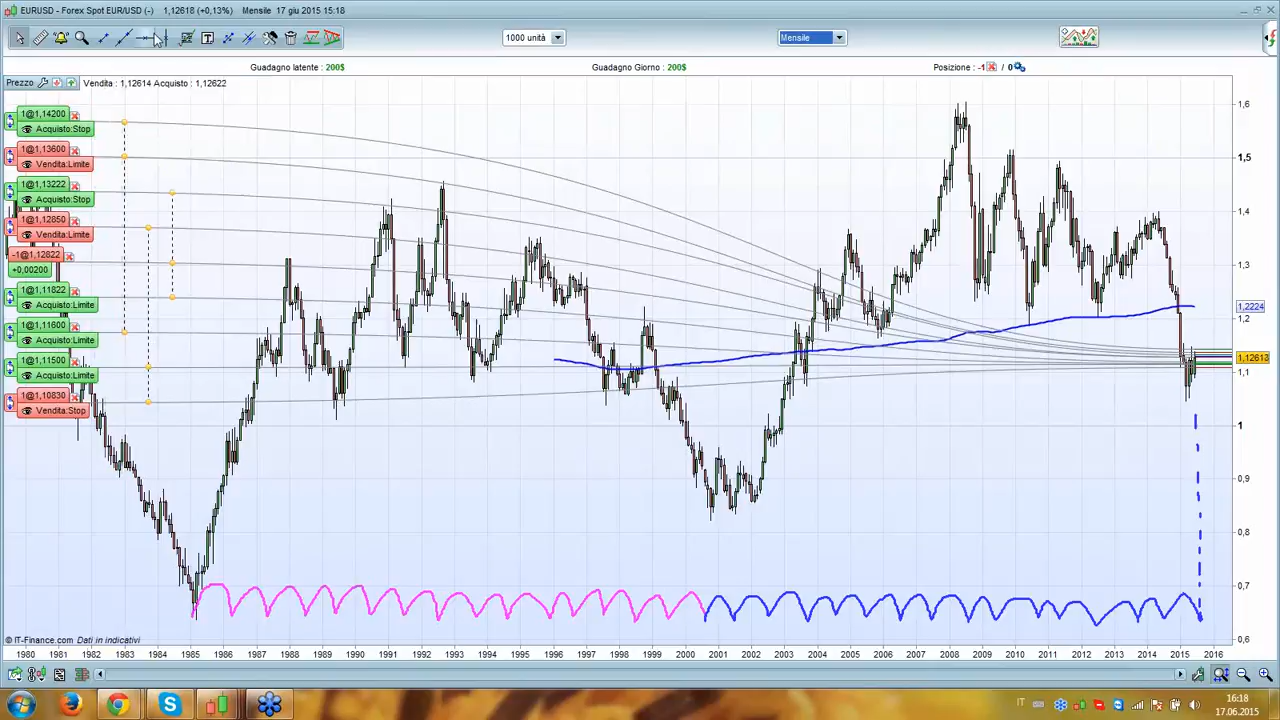 EURUSD - Forex Spot EUR/USD (-) 1,12618 (+0,13%) Mensile 17 giu 2015 15:18
1000 unità
Mensile
Guadagno latente : 200$ Guadagno Giorno : 200$ Posizione : -1 / 0
Prezzo Vendita : 1,12614 Acquisto : 1,12622
1@1,14200
Acquisto:Stop
1@1,13600
Vendita:Limite
1@1,13222
Acquisto:Stop
1@1,12850
Vendita:Limite
-1@1,12822
+0,00200
1@1,11822
Acquisto:Limite
1@1,11600
Acquisto:Limite
1@1,11500
Acquisto:Limite
1@1,10830
Vendita:Stop
1,6
1,5
1,4
1,3
1,2224
1,2
1,12613
1,1
1
0,9
0,8
0,7
0,6
© IT-Finance.com Dati in indicativi
1980 1981 1982 1983 1984 1985 1986 1987 1988 1989 1990 1991 1992 1993 1994 1995 1996 1997 1998 1999 2000 2001 2002 2003 2004 2005 2006 2007 2008 2009 2010 2011 2012 2013 2014 2015 2016
IT
16:18
17.06.2015